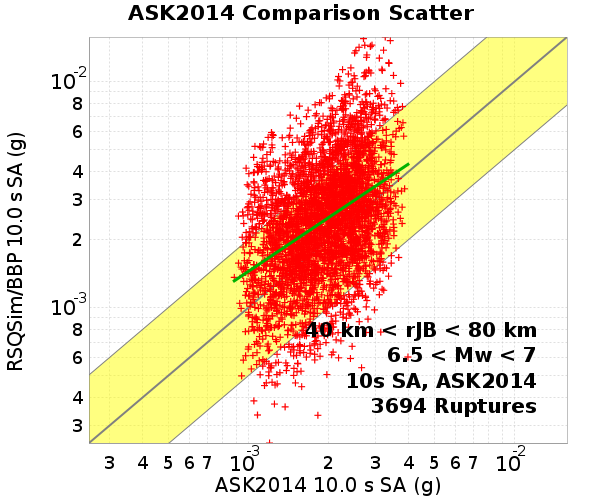 ASK2014 Comparison Scatter
RSQSim/BBP 10.0 s SA (g)
10-2
8
6
4
3
2
10-3
8
6
4
3
40 km < rJB < 80 km
6.5 < Mw < 7
10s SA, ASK2014
3694 Ruptures
3 4 5 6 7 10-3 2 3 4 5 6 7 10-2
ASK2014 10.0 s SA (g)